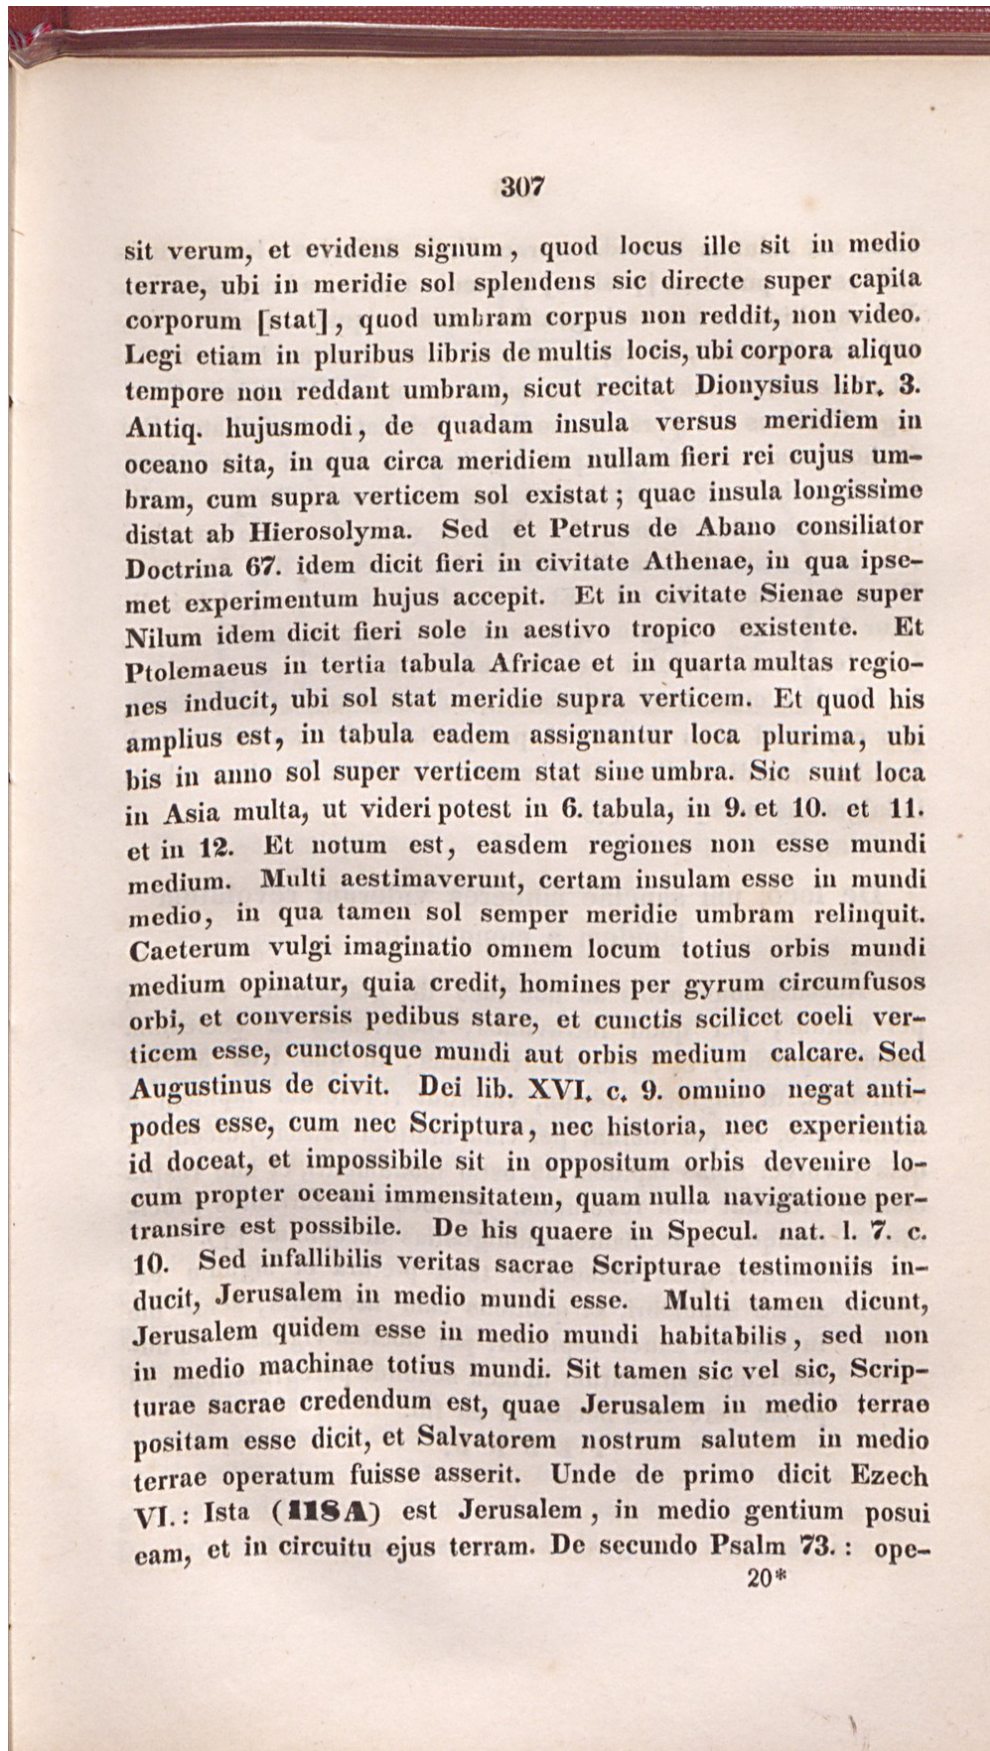 307
sit verum, et evidens signum, quod locus ille sit in medio
terrae, ubi in meridie sol splendens sic directe super capita
corporum [stat], quod umbram corpus non reddit, non video.
Legi etiam in pluribus libris de multis locis, ubi corpora aliquo
tempore non reddant umbram, sicut recitat Dionysius libr. 3.
Antiq. hujusmodi, de quadam insula versus meridiem in
oceano sita, in qua circa meridiem nullam fieri rei cujus um-
bram, cum supra verticem sol existat; quae insula longissime
distat ab Hierosolyma. Sed et Petrus de Abano consiliator
Doctrina 67. idem dicit fieri in civitate Athenae, in qua ipse-
met experimentum hujus accepit. Et in civitate Sienae super
Nilum idem dicit fieri sole in aestivo tropico existente. Et
Ptolemaeus in tertia tabula Africae et in quarta multas regio-
nes inducit, ubi sol stat meridie supra verticem. Et quod his
amplius est, in tabula eadem assignantur loca plurima, ubi
bis in anno sol super verticem stat sine umbra. Sic sunt loca
in Asia multa, ut videri potest in 6. tabula, in 9. et 10. et 11.
et in 12. Et notum est, easdem regiones non esse mundi
medium. Multi aestimaverunt, certam insulam esse in mundi
medio, in qua tamen sol semper meridie umbram relinquit.
Caeterum vulgi imaginatio omnem locum totius orbis mundi
medium opinatur, quia credit, homines per gyrum circumfusos
orbi, et conversis pedibus stare, et cunctis scilicet coeli ver-
ticem esse, cunctosque mundi aut orbis medium calcare. Sed
Augustinus de civit. Dei lib. XVI. c. 9. omnino negat anti-
podes esse, cum nec Scriptura, nec historia, nec experientia
id doceat, et impossibile sit in oppositum orbis devenire lo-
cum propter oceani immensitatem, quam nulla navigatione per-
transire est possibile. De his quaere in Specul. nat. l. 7. c.
10. Sed infallibilis veritas sacrae Scripturae testimoniis in-
ducit, Jerusalem in medio mundi esse. Multi tamen dicunt,
Jerusalem quidem esse in medio mundi habitabilis, sed non
in medio machinae totius mundi. Sit tamen sic vel sic, Scrip-
turae sacrae credendum est, quae Jerusalem in medio terrae
positam esse dicit, et Salvatorem nostrum salutem in medio
terrae operatum fuisse asserit. Unde de primo dicit Ezech
VI.: Ista (118A) est Jerusalem, in medio gentium posui
eam, et in circuitu ejus terram. De secundo Psalm 73.: ope-
20*